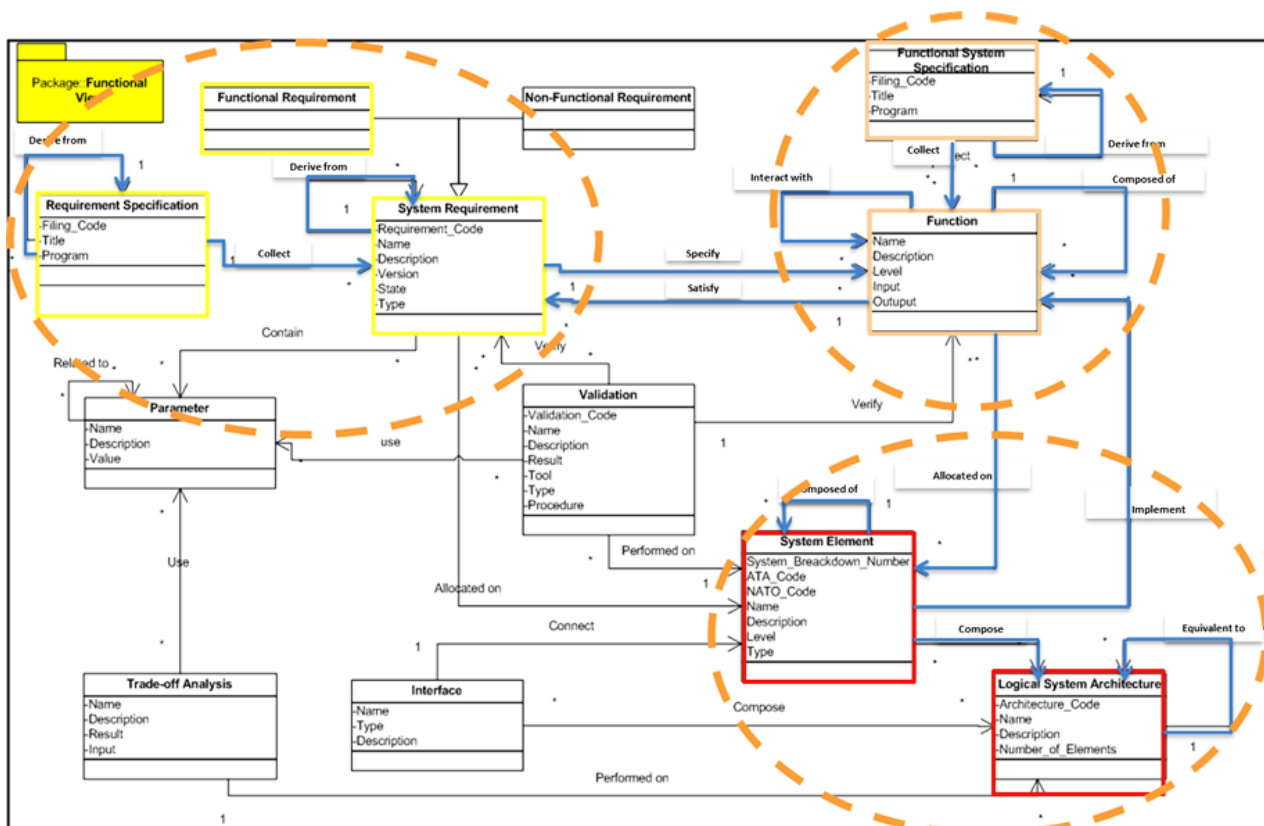 Package::Functional
View
Functional Requirement
Non-Functional Requirement
Functional System
Specification
-Filing_Code
-Title
-Program
1
Derive from
Collect
Interact with
1
Composed of
Derive from
1
Derive from
*
1
Requirement Specification
-Filing_Code
-Title
-Program
*
1
Collect
*
System Requirement
-Requirement_Code
-Name
-Description
-Version
-State
-Type
Specify
*
Satisfy
1
*
1
Function
-Name
-Description
-Level
-Input
-Outuput
*
*
Contain
*
*
Verify
*
Related to
*
*
Parameter
-Name
-Description
-Value
use
*
*
Validation
-Validation_Code
-Name
-Description
-Result
-Tool
-Type
-Procedure
Verify
1
Allocated on
Implement
Composed of
*
1
System Element
-System_Breackdown_Number
-ATA_Code
-NATO_Code
-Name
-Description
-Level
-Type
*
Performed on
*
1
Use
*
*
Allocated on
Connect
1
Compose
*
*
Equivalent to
Trade-off Analysis
-Name
-Description
-Result
-Input
Interface
-Name
-Type
-Description
*
Compose
Logical System Architecture
-Architecture_Code
-Name
-Description
-Number_of_Elements
1
Performed on
1
*